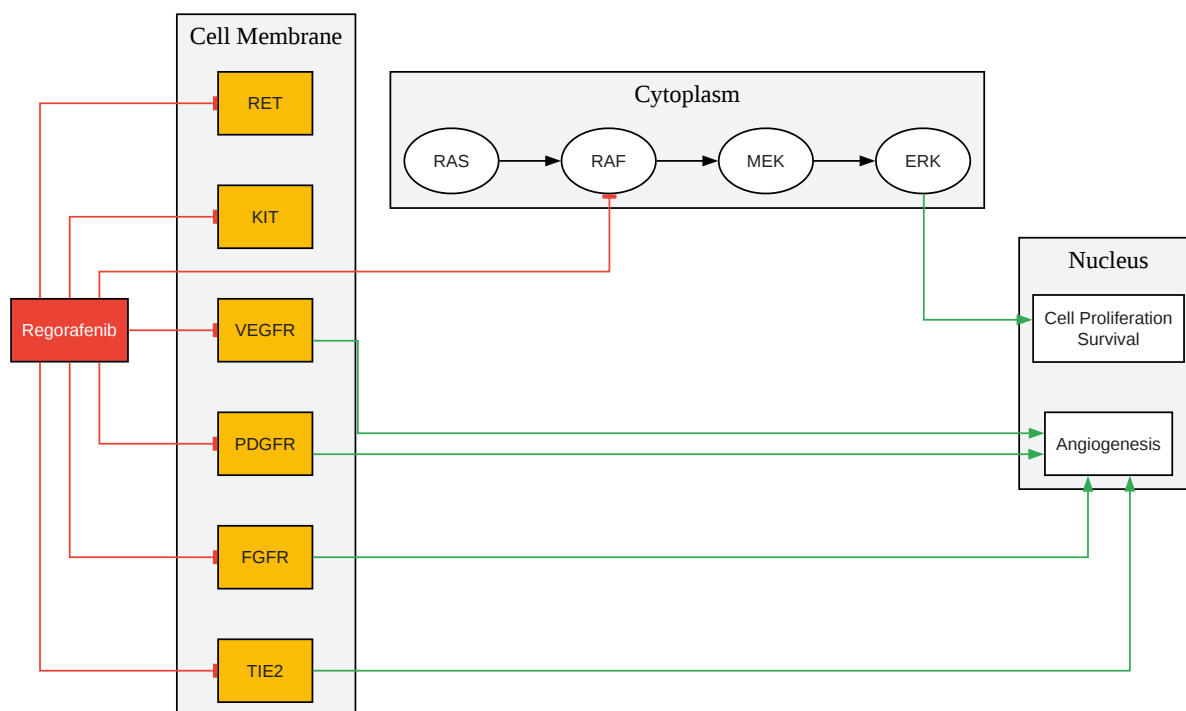 Cell Membrane
RET
KIT
VEGFR
PDGFR
FGFR
TIE2
Regorafenib
Cytoplasm
RAS
RAF
MEK
ERK
Nucleus
Cell Proliferation
Survival
Angiogenesis